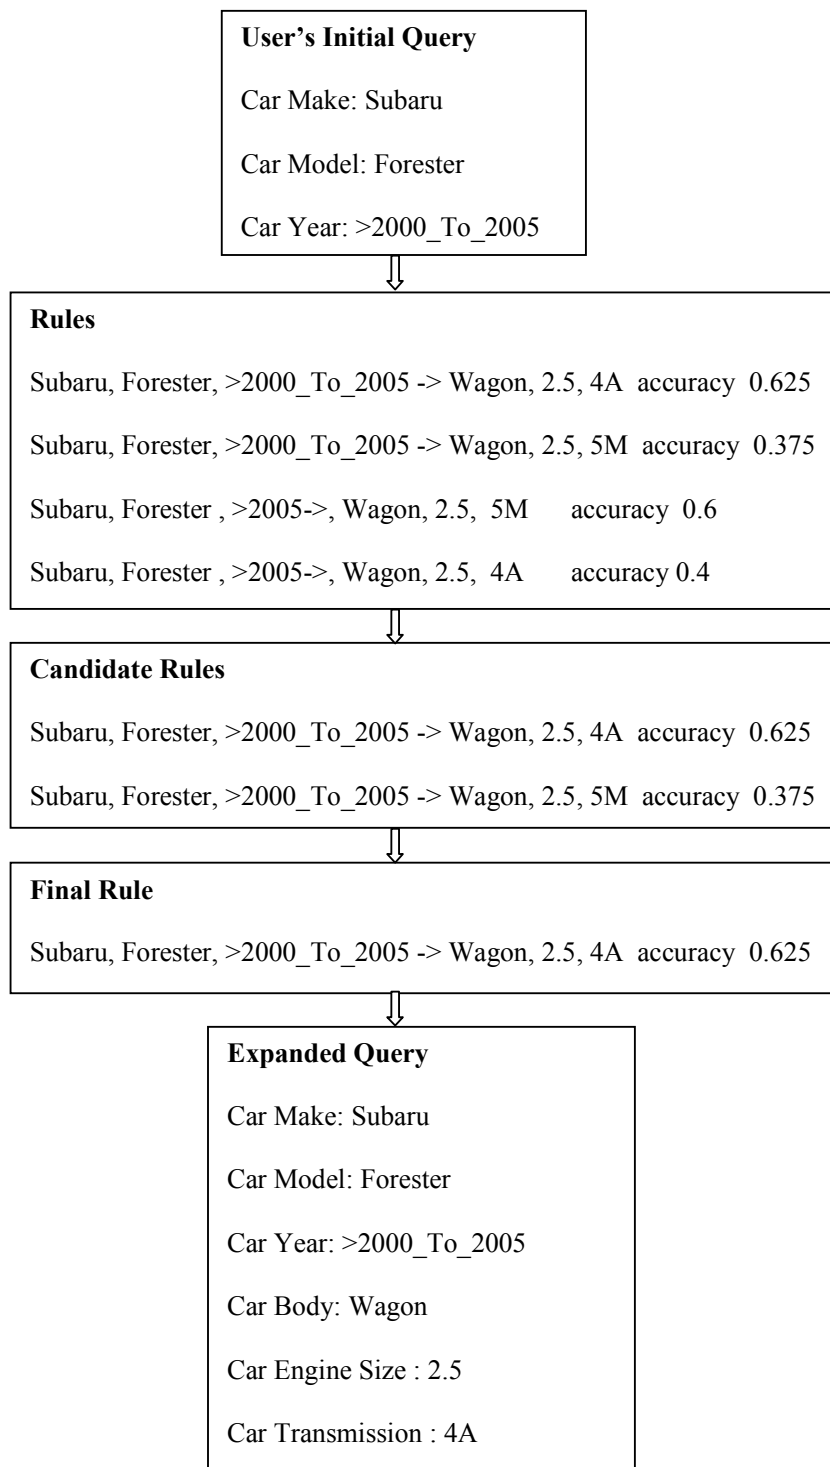 User's Initial Query
Car Make: Subaru
Car Model: Forester
Car Year: >2000_To_2005
Rules
Subaru, Forester, >2000_To_2005 -> Wagon, 2.5, 4A accuracy 0.625
Subaru, Forester, >2000_To_2005 -> Wagon, 2.5, 5M accuracy 0.375
Subaru, Forester , >2005->, Wagon, 2.5, 5M accuracy 0.6
Subaru, Forester , >2005->, Wagon, 2.5, 4A accuracy 0.4
Candidate Rules
Subaru, Forester, >2000_To_2005 -> Wagon, 2.5, 4A accuracy 0.625
Subaru, Forester, >2000_To_2005 -> Wagon, 2.5, 5M accuracy 0.375
Final Rule
Subaru, Forester, >2000_To_2005 -> Wagon, 2.5, 4A accuracy 0.625
Expanded Query
Car Make: Subaru
Car Model: Forester
Car Year: >2000_To_2005
Car Body: Wagon
Car Engine Size : 2.5
Car Transmission : 4A